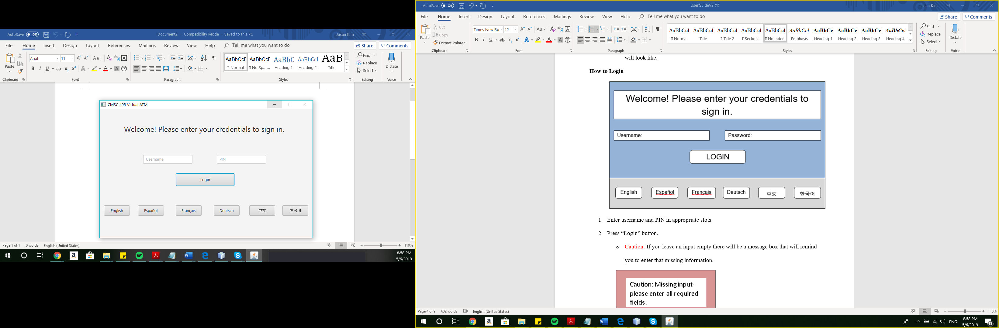 AutoSave Off
Document2 - Compatibility Mode - Saved to this PC
Justin Kim
File Home Insert Design Layout References Mailings Review View Help Tell me what you want to do
Share Comments
Paste
Arial 11
Aa
AaBbCcD AaBbCcD AaBbC AaBbCcI AaB
¶ Normal ¶ No Spac... Heading 1 Heading 2 Title
Find
Replace
Select
Dictate
Clipboard Font Paragraph Styles Editing Voice
CMSC 495 Virtual ATM
Welcome! Please enter your credentials to sign in.
Username PIN
Login
English Español Français Deutsch 中文 한국어
Page 1 of 1 0 words English (United States) 110%
8:58 PM
5/6/2019
AutoSave Off
UserGuideV2 (1)
Justin Kim
File Home Insert Design Layout References Mailings Review View Help Tell me what you want to do
Share Comments
Paste
Cut
Copy
Format Painter
Times New Ro 12
Aa
AaBbCcI AaBbCcI AaBbCcI AaBbCcI AaBbCcI AaBbCcI AaBbCc AaBbCc AaBbCc AaBbCcI
¶ Normal Title ¶ Title 2 ¶ Section... ¶ No Indent Emphasis Heading 1 Heading 2 Heading 3 Heading 4
Find
Replace
Select
Dictate
Clipboard Font Paragraph Styles Editing Voice
will look like.
How to Login
Welcome! Please enter your credentials to
sign in.
Username: Password:
LOGIN
English Español Français Deutsch 中文 한국어
1. Enter username and PIN in appropriate slots.
2. Press “Login” button.
o Caution: If you leave an input empty there will be a message box that will remind
you to enter that missing information.
Caution: Missing input-
please enter all required
fields.
Page 4 of 9 632 words English (United States) 110%
ENG
8:58 PM
5/6/2019
15